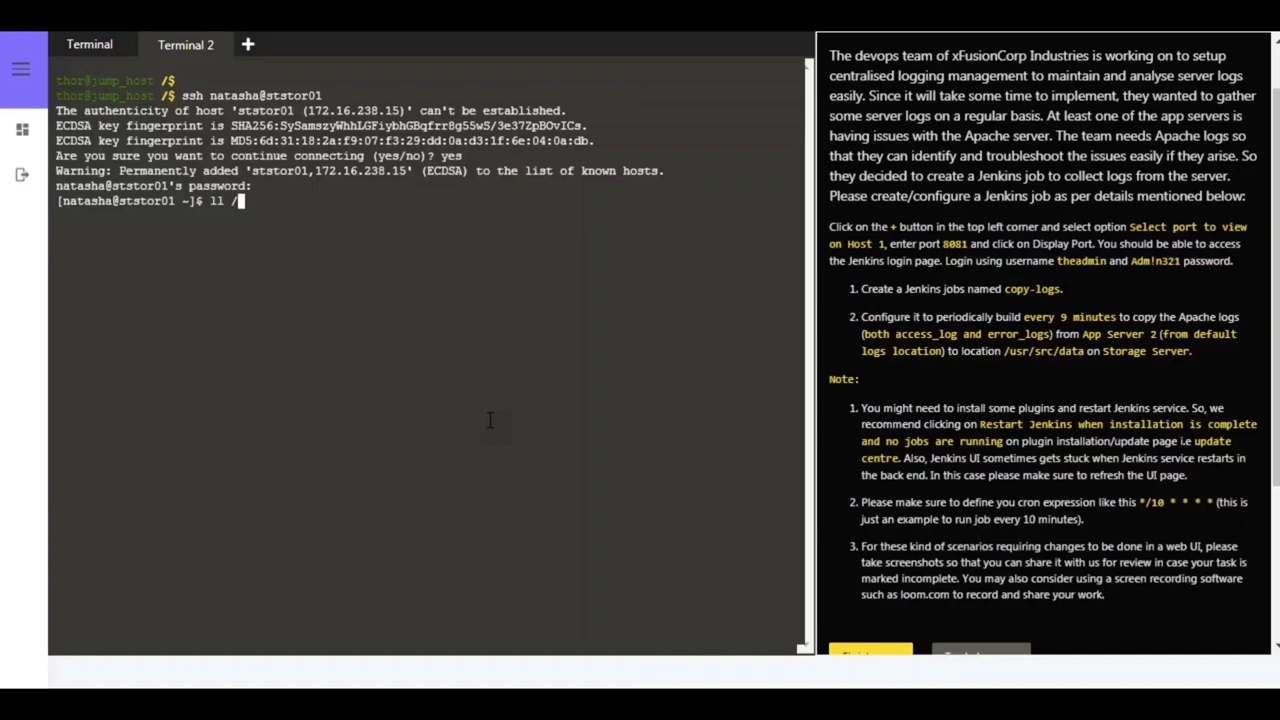 Terminal
Terminal 2
+
thor@jump_host /$
thor@jump_host /$ ssh natasha@ststor01
The authenticity of host 'ststor01 (172.16.238.15)' can't be established.
ECDSA key fingerprint is SHA256:SySamszyWhhLGFiybhGBqfrr8g55wS/3e37ZpBOvICs.
ECDSA key fingerprint is MD5:6d:31:18:2a:f9:07:f3:29:dd:0a:d3:1f:6e:04:0a:db.
Are you sure you want to continue connecting (yes/no)? yes
Warning: Permanently added 'ststor01,172.16.238.15' (ECDSA) to the list of known hosts.
natasha@ststor01's password:
[natasha@ststor01 ~]$ ll /
The devops team of xFusionCorp Industries is working on to setup
centralised logging management to maintain and analyse server logs
easily. Since it will take some time to implement, they wanted to gather
some server logs on a regular basis. At least one of the app servers is
having issues with the Apache server. The team needs Apache logs so
that they can identify and troubleshoot the issues easily if they arise. So
they decided to create a Jenkins job to collect logs from the server.
Please create/configure a Jenkins job as per details mentioned below:
Click on the + button in the top left corner and select option Select port to view
on Host 1, enter port 8081 and click on Display Port. You should be able to access
the Jenkins login page. Login using username theadmin and Adm!n321 password.
1. Create a Jenkins jobs named copy-logs.
2. Configure it to periodically build every 9 minutes to copy the Apache logs
(both access_log and error_logs) from App Server 2 (from default
logs location) to location /usr/src/data on Storage Server.
Note:
1. You might need to install some plugins and restart Jenkins service. So, we
recommend clicking on Restart Jenkins when installation is complete
and no jobs are running on plugin installation/update page i.e update
centre. Also, Jenkins UI sometimes gets stuck when Jenkins service restarts in
the back end. In this case please make sure to refresh the UI page.
2. Please make sure to define you cron expression like this */10 * * * * (this is
just an example to run job every 10 minutes).
3. For these kind of scenarios requiring changes to be done in a web UI, please
take screenshots so that you can share it with us for review in case your task is
marked incomplete. You may also consider using a screen recording software
such as loom.com to record and share your work.